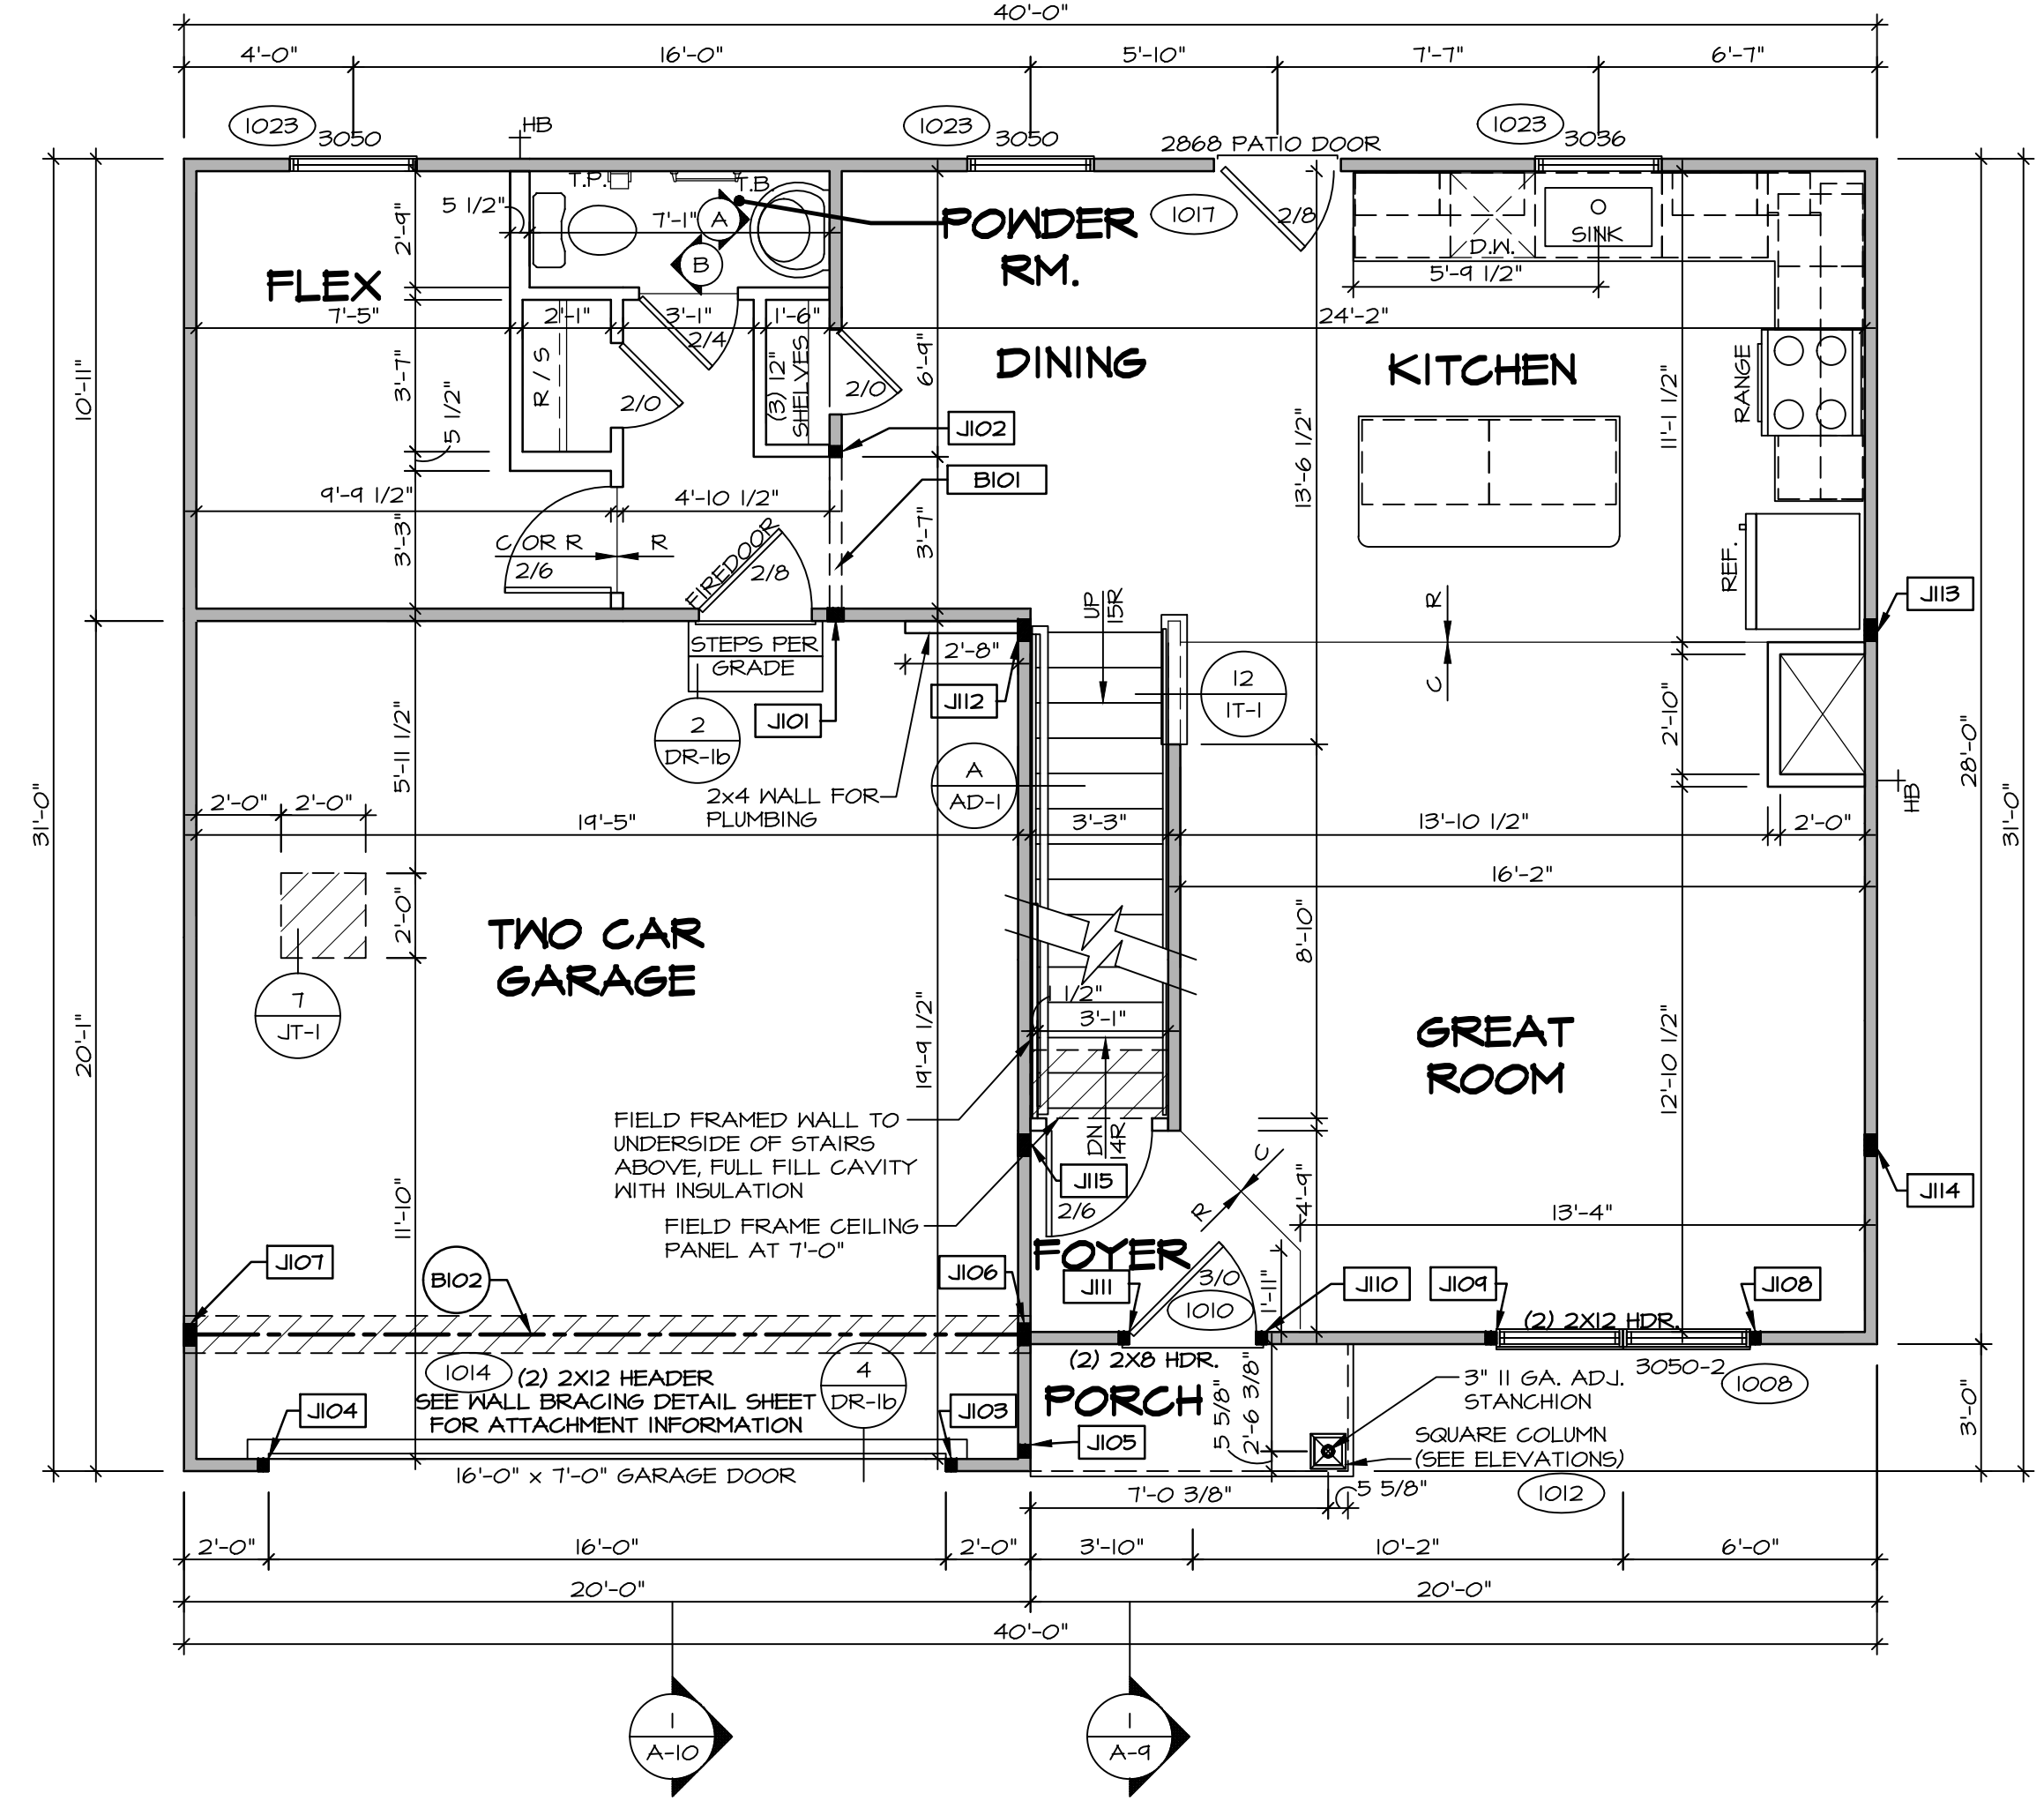 40'-0"
4'-0"
16'-0"
5'-10"
7'-7"
6'-7"
1023
3050
HB
1023
3050
2868 PATIO DOOR
1023
3036
T.P.
T.B.
5 1/2"
7'-1"
A
B
POWDER
RM.
1017
2/8
D.W.
SINK
5'-9 1/2"
2'-9"
FLEX
7'-5"
2'-1"
3'-1"
1'-6"
24'-2"
2/4
R / S
2/0
(3) 12"
SHELVES
2/0
DINING
KITCHEN
RANGE
10'-11"
3'-7"
5 1/2"
6'-9"
J102
B101
13'-6 1/2"
11'-1 1/2"
9'-9 1/2"
4'-10 1/2"
3'-3"
3'-7"
C OR R
R
2/6
FIREDOOR
2/8
REF.
J113
STEPS PER
GRADE
2'-8"
UP
15R
R
C
J112
J101
2
DR-1b
12
IT-1
2'-10"
28'-0"
5'-11 1/2"
A
AD-1
2x4 WALL FOR
PLUMBING
HB
31'-0"
31'-0"
2'-0"
2'-0"
19'-5"
3'-3"
13'-10 1/2"
2'-0"
16'-2"
2'-0"
TWO CAR
GARAGE
8'-10"
7
JT-1
1 1/2"
3'-1"
GREAT
ROOM
20'-1"
19'-9 1/2"
12'-10 1/2"
FIELD FRAMED WALL TO
UNDERSIDE OF STAIRS
ABOVE, FULL FILL CAVITY
WITH INSULATION
DN
14R
C
R
J115
2/6
J114
4'-9"
13'-4"
11'-10"
FIELD FRAME CEILING
PANEL AT 7'-0"
FOYER
J107
B102
J106
J111
3/0
1010
1'-11"
J110
J109
J108
(2) 2X12 HDR.
1014
(2) 2X12 HEADER
SEE WALL BRACING DETAIL SHEET
FOR ATTACHMENT INFORMATION
4
DR-1b
(2) 2X8 HDR.
PORCH
3050-2
1008
3" 11 GA. ADJ.
STANCHION
J104
J103
J105
5 5/8"
2'-6 3/8"
SQUARE COLUMN
(SEE ELEVATIONS)
3'-0"
16'-0" x 7'-0" GARAGE DOOR
7'-0 3/8"
5 5/8"
1012
2'-0"
16'-0"
2'-0"
3'-10"
10'-2"
6'-0"
20'-0"
20'-0"
40'-0"
1
A-10
1
A-9